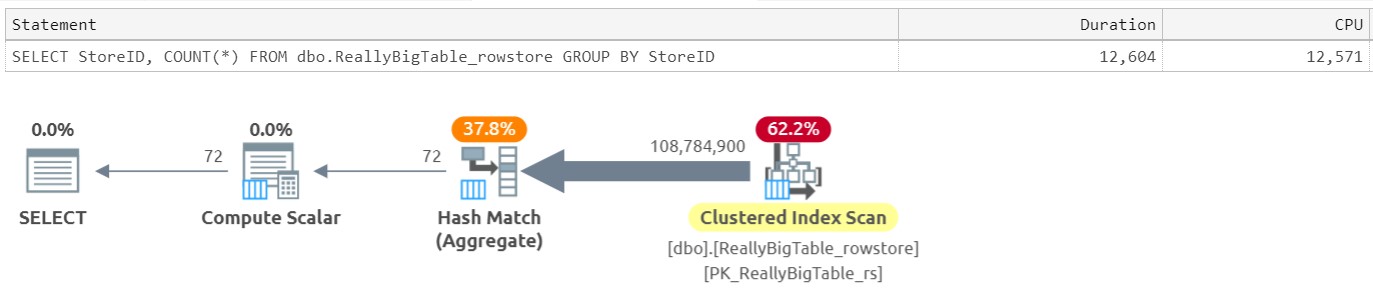 Statement Duration CPU
SELECT StoreID, COUNT(*) FROM dbo.ReallyBigTable_rowstore GROUP BY StoreID 12,604 12,571
0.0% 0.0% 37.8% 62.2%
72 72 108,784,900
SELECT Compute Scalar Hash Match Clustered Index Scan
(Aggregate) [dbo].[ReallyBigTable_rowstore]
[PK_ReallyBigTable_rs]